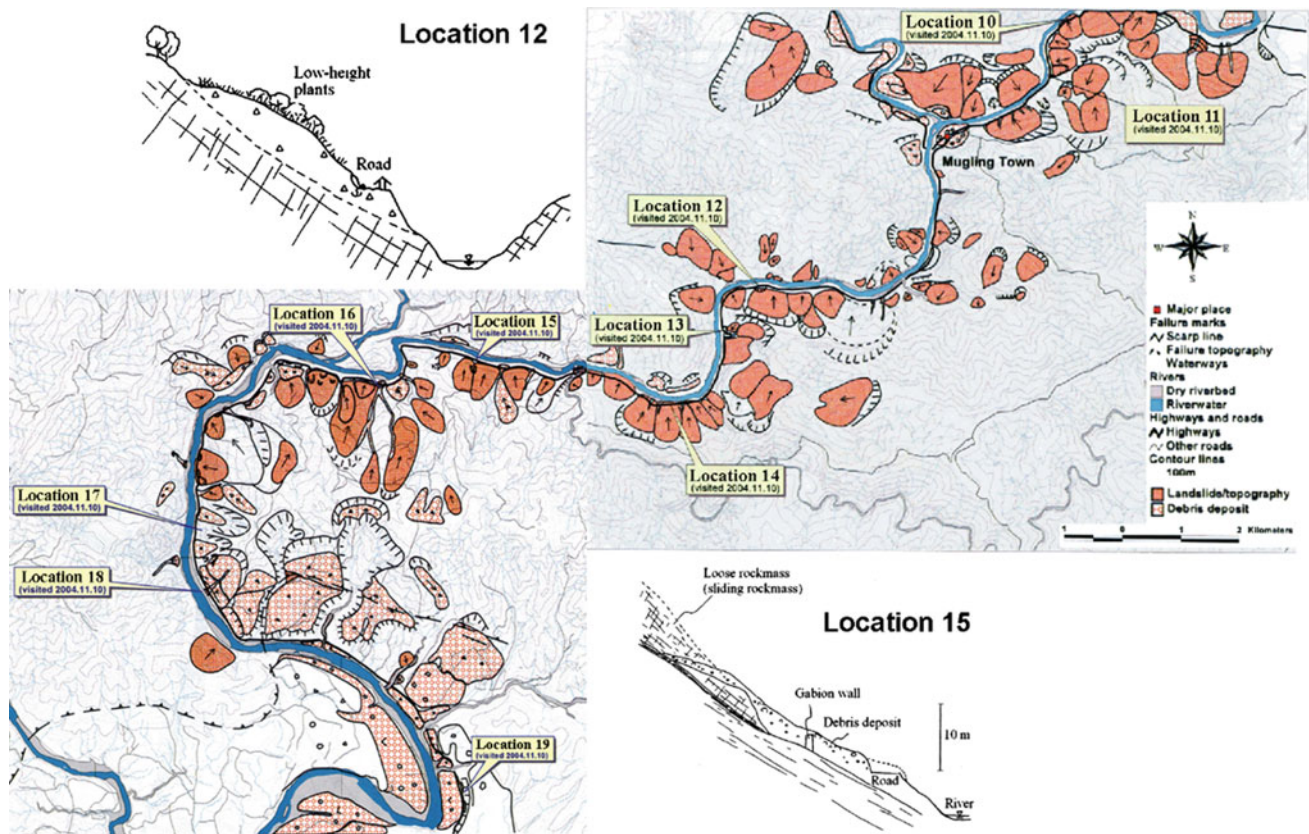 Location 12
Low-height
plants
Road
Location 10
(visited 2004.11.10)
Location 11
(visited 2004.11.10)
Mugling Town
Location 12
(visited 2004.11.10)
Location 13
(visited 2004.11.10)
Location 14
(visited 2004.11.10)
N
W
E
S
Major place
Failure marks
Scarp line
Failure topography
Waterways
Rivers
Dry riverbed
Riverwater
Highways and roads
Highways
Other roads
Contour lines
100m
Landslide/topography
Debris deposit
1 0 1 2 Kilometers
Location 16
(visited 2004.11.10)
Location 15
(visited 2004.11.10)
Location 17
(visited 2004.11.10)
Location 18
(visited 2004.11.10)
Location 19
(visited 2004.11.10)
Loose rockmass
(sliding rockmass)
Location 15
Gabion wall
Debris deposit
10 m
Road
River